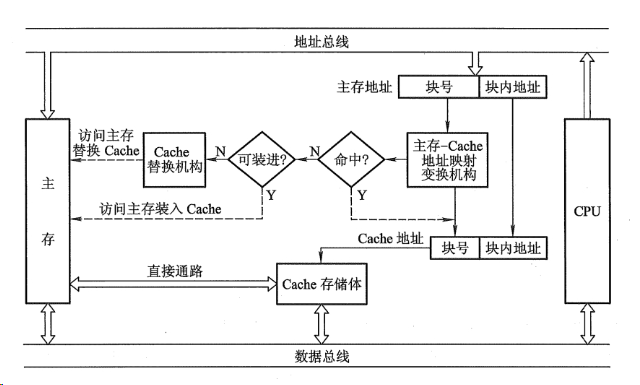 地址总线
主存地址
块号
块内地址
访问主存
替换 Cache
Cache
替换机构
N
可装进?
N
命中?
主存-Cache
地址映射
变换机构
Y
Y
主
存
访问主存装入 Cache
CPU
Cache 地址
块号
块内地址
直接通路
Cache 存储体
数据总线